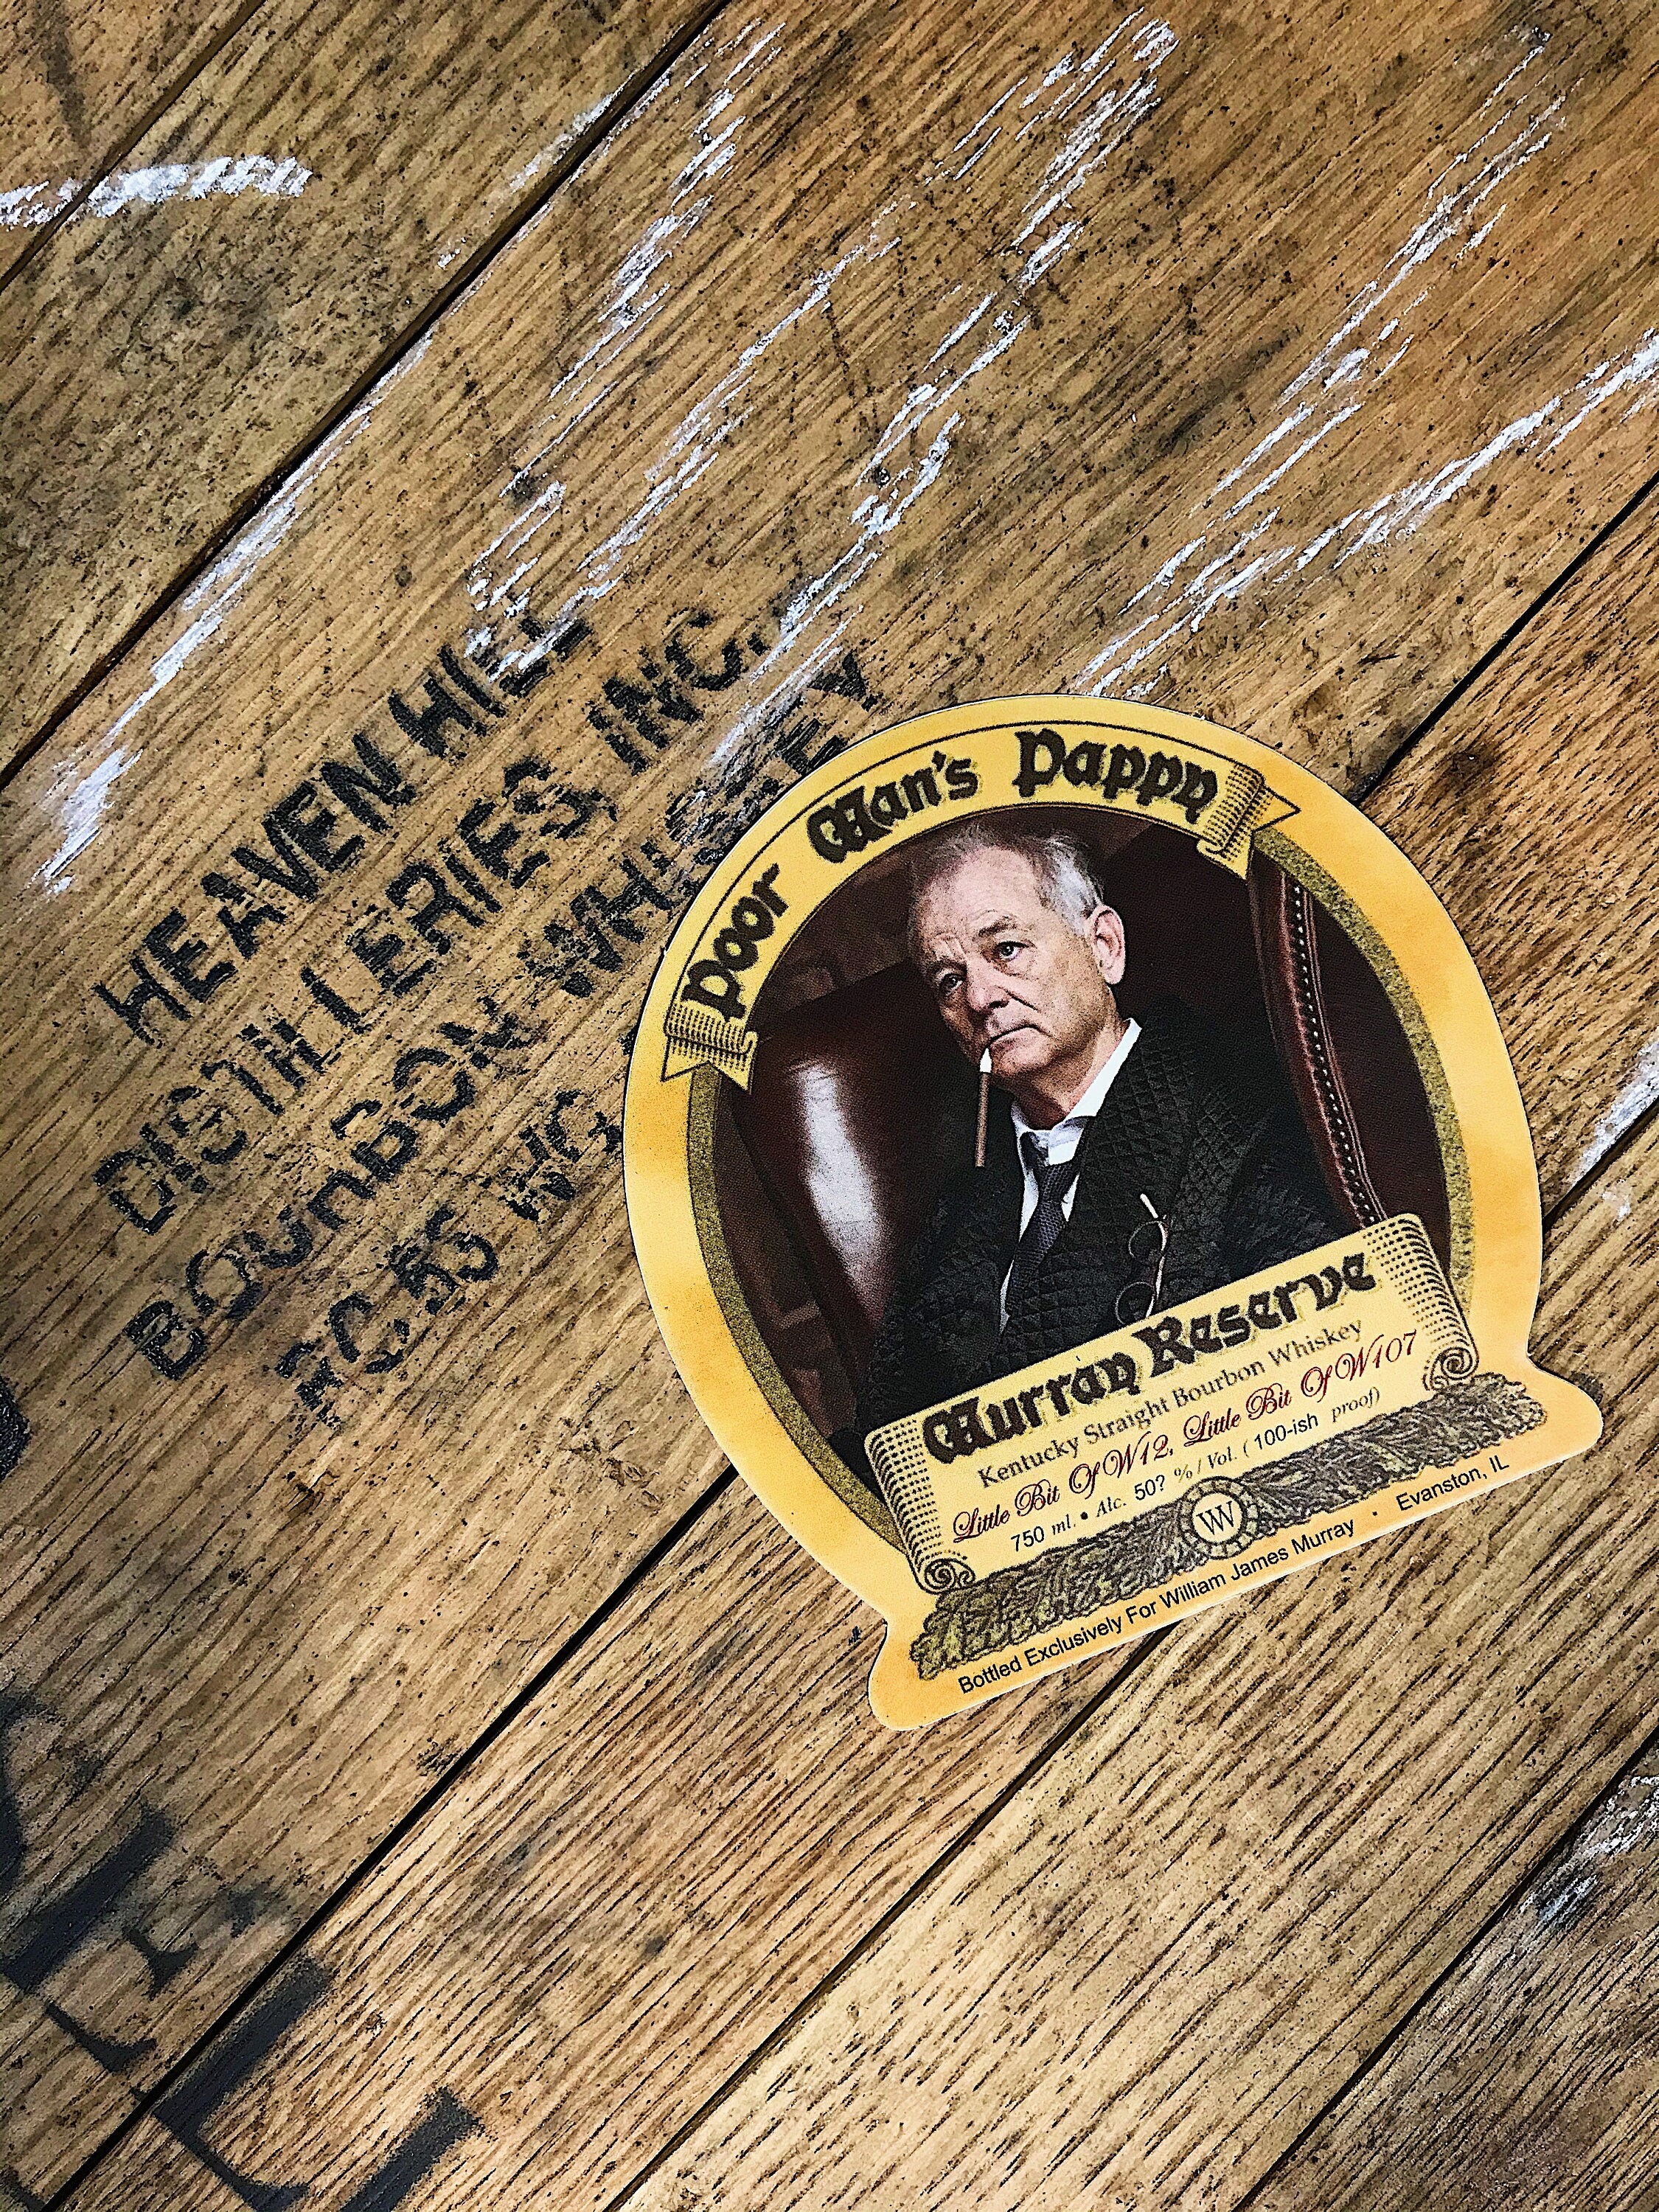 HEAVEN HILL
DISTILLERIES, INC.
BOURBON WHISKEY
Poor Man's Pappy
Murray Reserve
Kentucky Straight Bourbon Whiskey
Little Bit Of W12, Little Bit Of W107
750 ml. • Alc. 50? % / Vol. ( 100-ish proof)
W
Bottled Exclusively For William James Murray · Evanston, IL